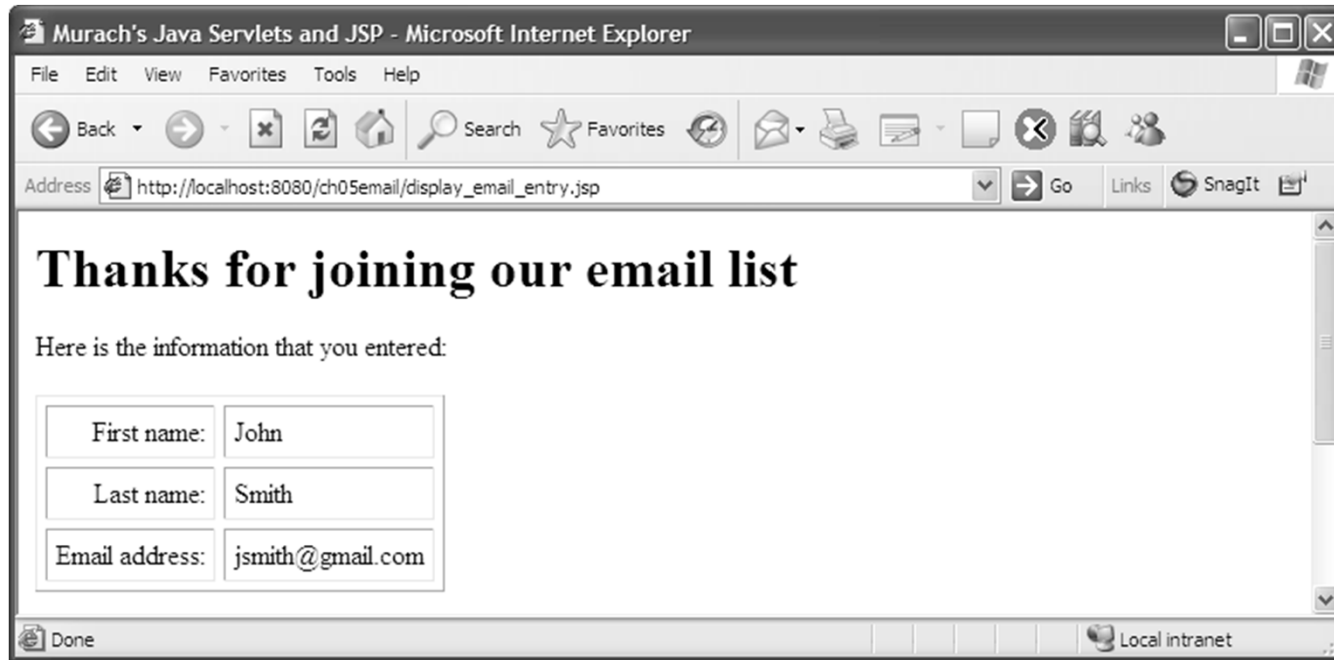 Murach's Java Servlets and JSP - Microsoft Internet Explorer
File Edit View Favorites Tools Help
Back Search Favorites
Address http://localhost:8080/ch05email/display_email_entry.jsp Go Links SnagIt
Thanks for joining our email list
Here is the information that you entered:
First name: John
Last name: Smith
Email address: jsmith@gmail.com
Done Local intranet